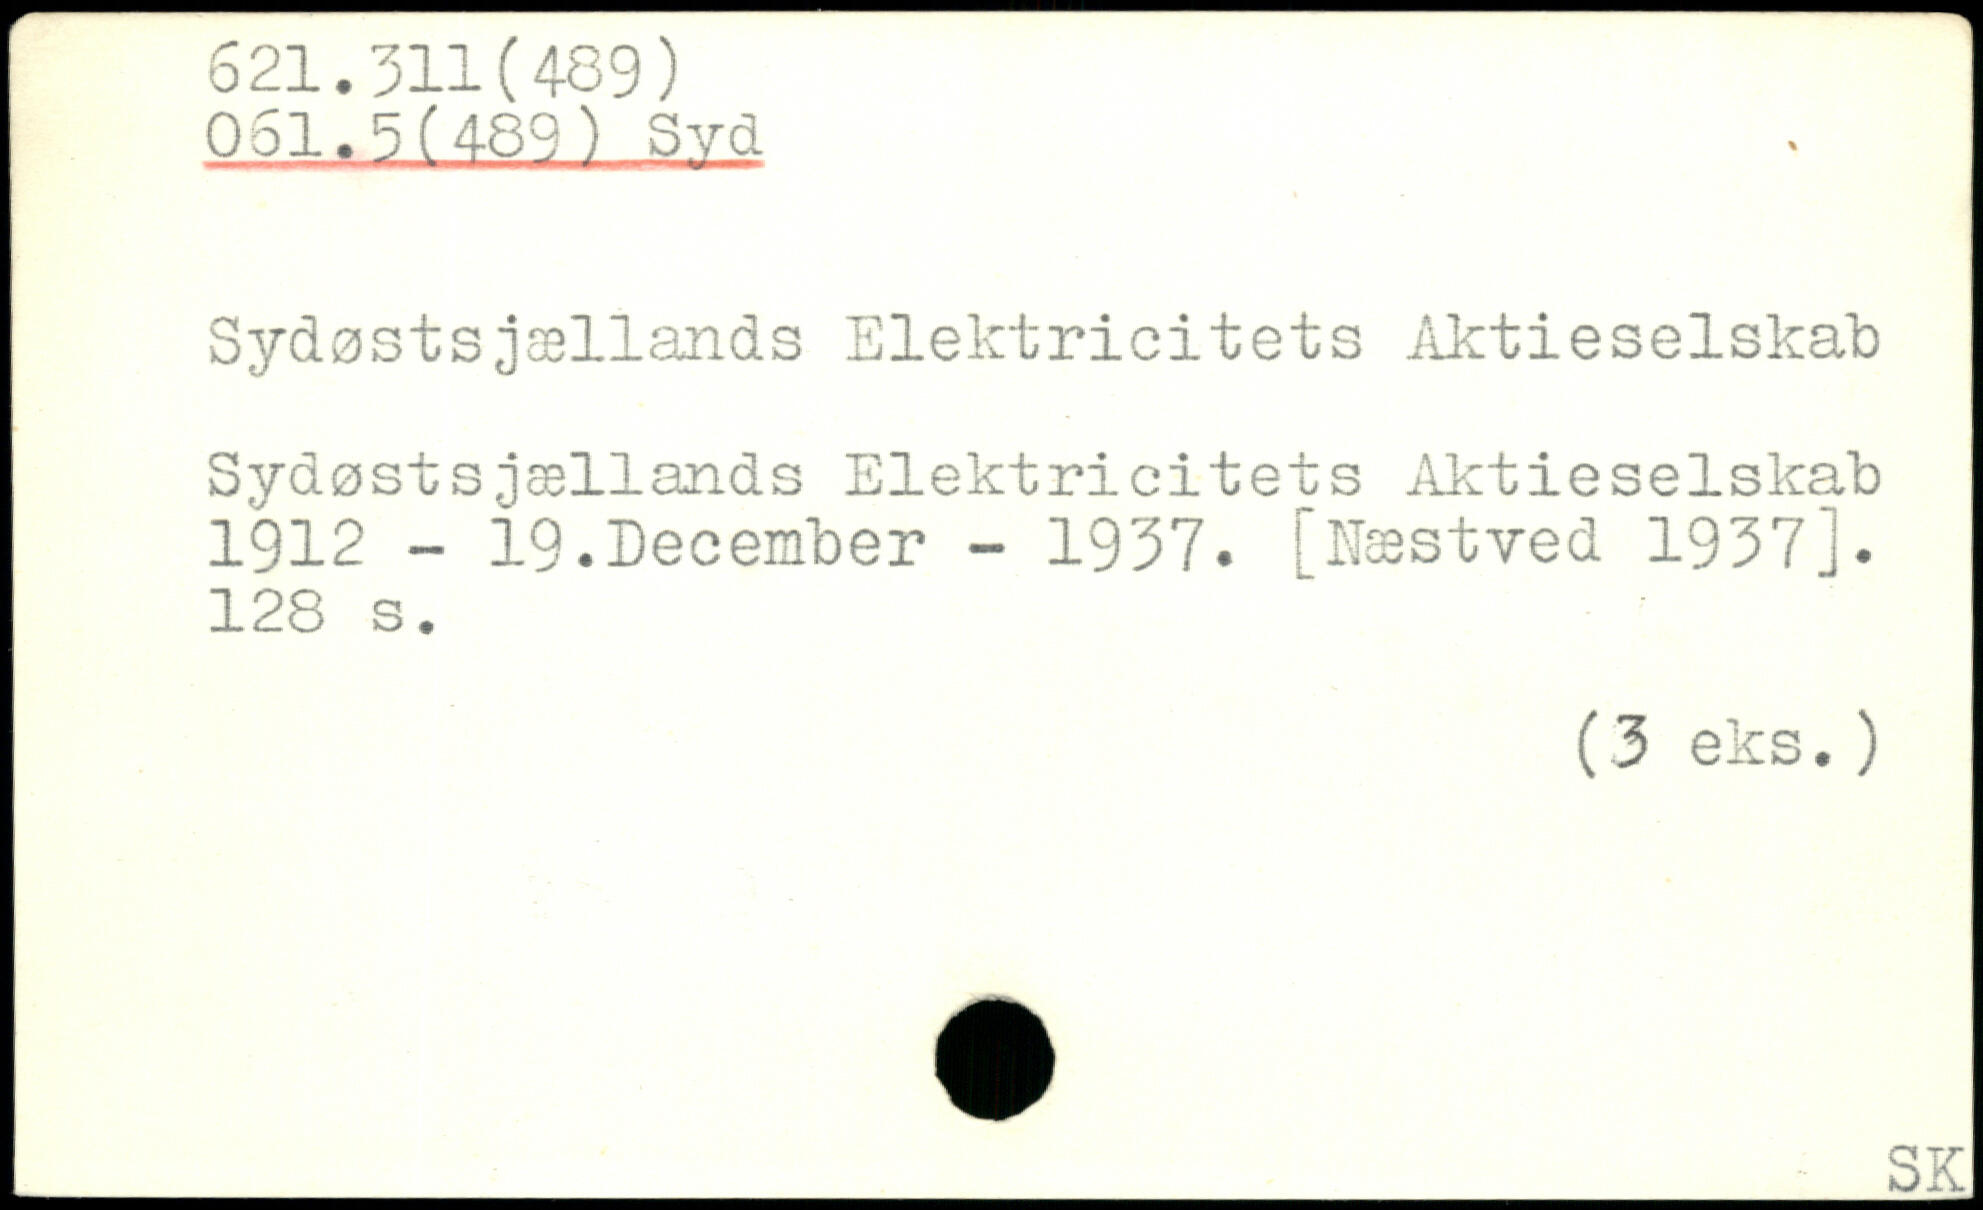 621.311(489)
061.5(489) Syd
Sydøstsjællands Elektricitets Aktieselskab
Sydøstsjællands Elektricitets Aktieselskab
1912 - 19.December - 1937. [Næstved 1937].
128 s.
(3 eks.)
SK